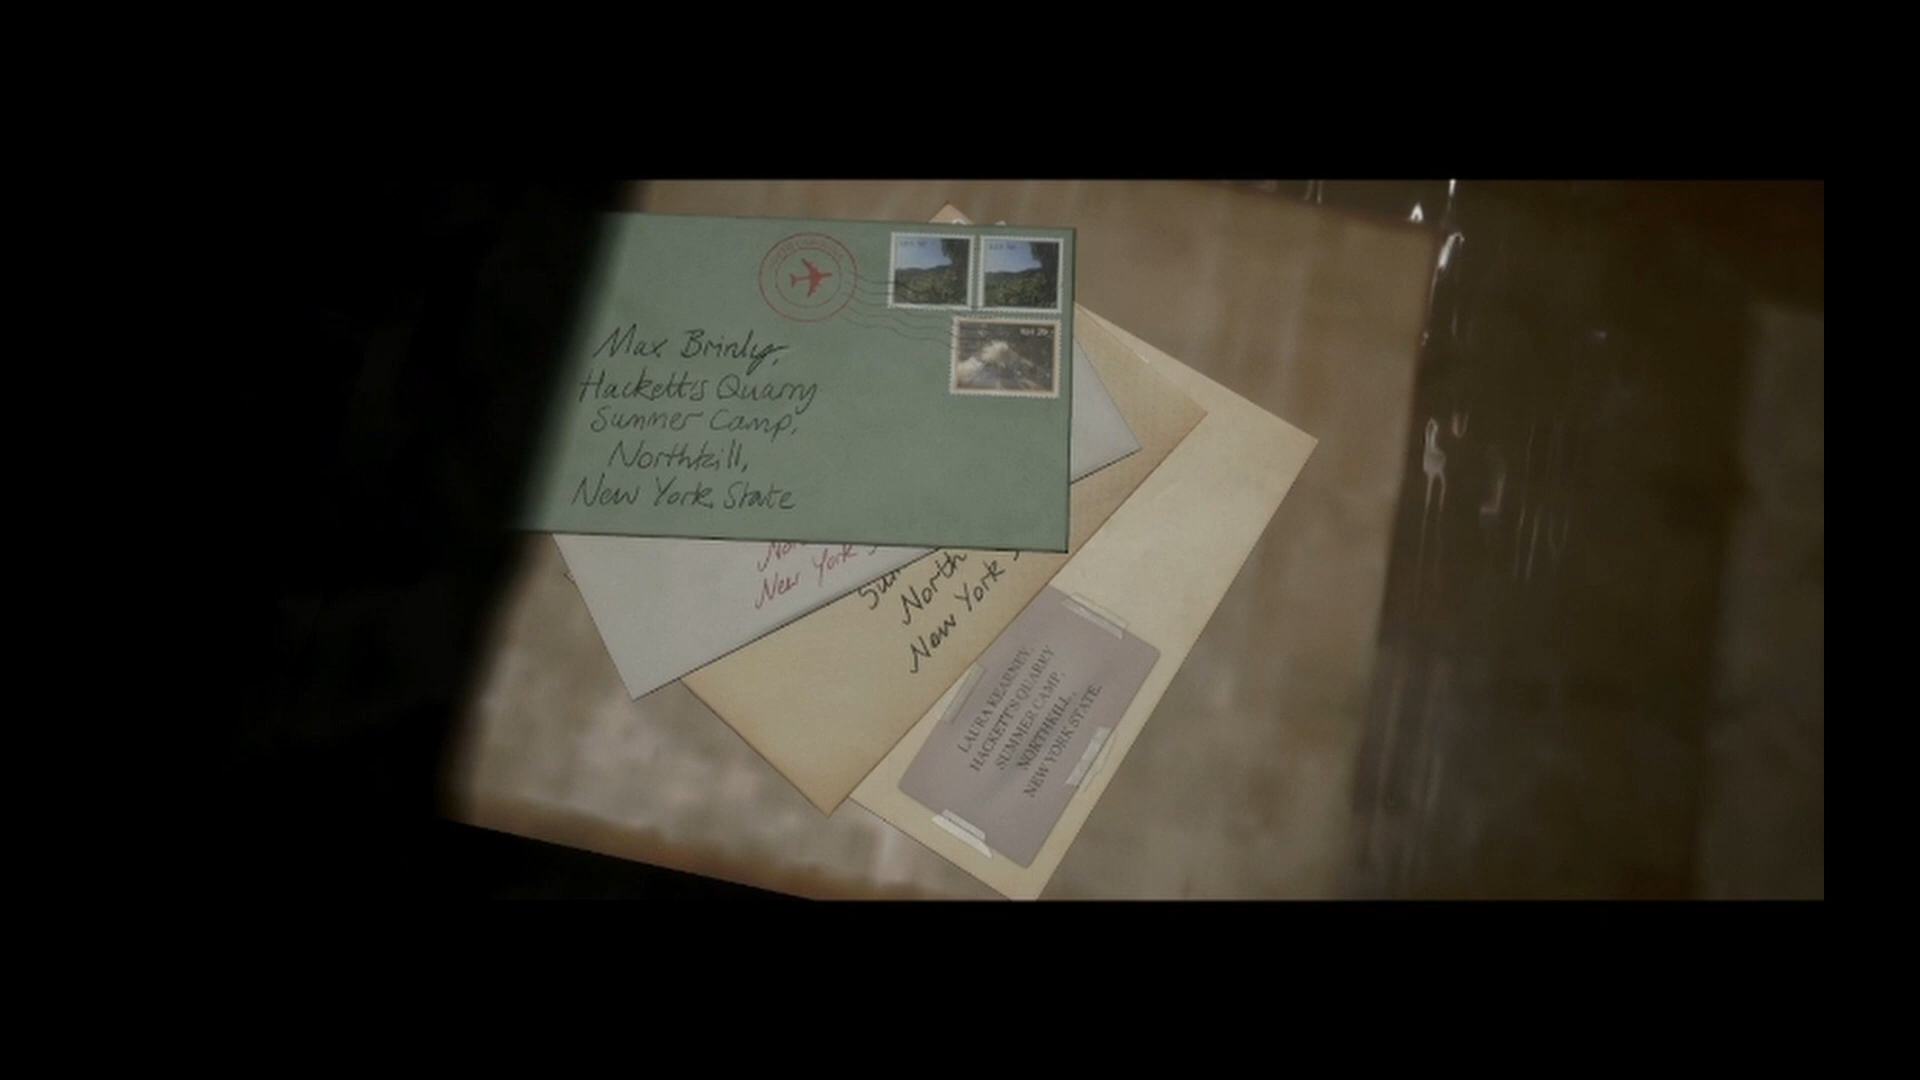 Max Brinly,
Hackett's Quarry
Summer Camp,
Northkill,
New York State
New York
Sum
North
New York
LAURA KEARNEY,
HACKETT'S QUARRY
SUMMER CAMP,
NORTHKILL,
NEW YORK STATE.